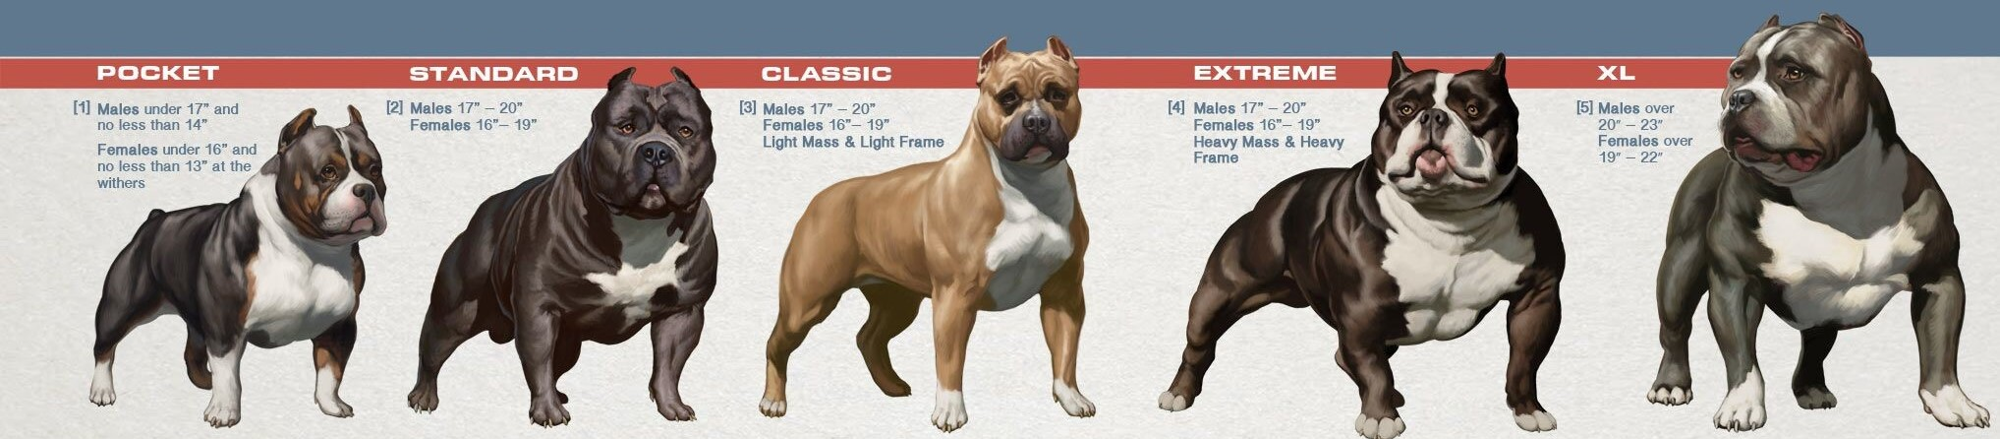 POCKET
[1] Males under 17” and
no less than 14”
Females under 16” and
no less than 13” at the
withers
STANDARD
[2] Males 17” – 20”
Females 16”– 19”
CLASSIC
[3] Males 17” – 20”
Females 16”– 19”
Light Mass & Light Frame
EXTREME
[4] Males 17” – 20”
Females 16”– 19”
Heavy Mass & Heavy
Frame
XL
[5] Males over
20” – 23”
Females over
19” – 22”